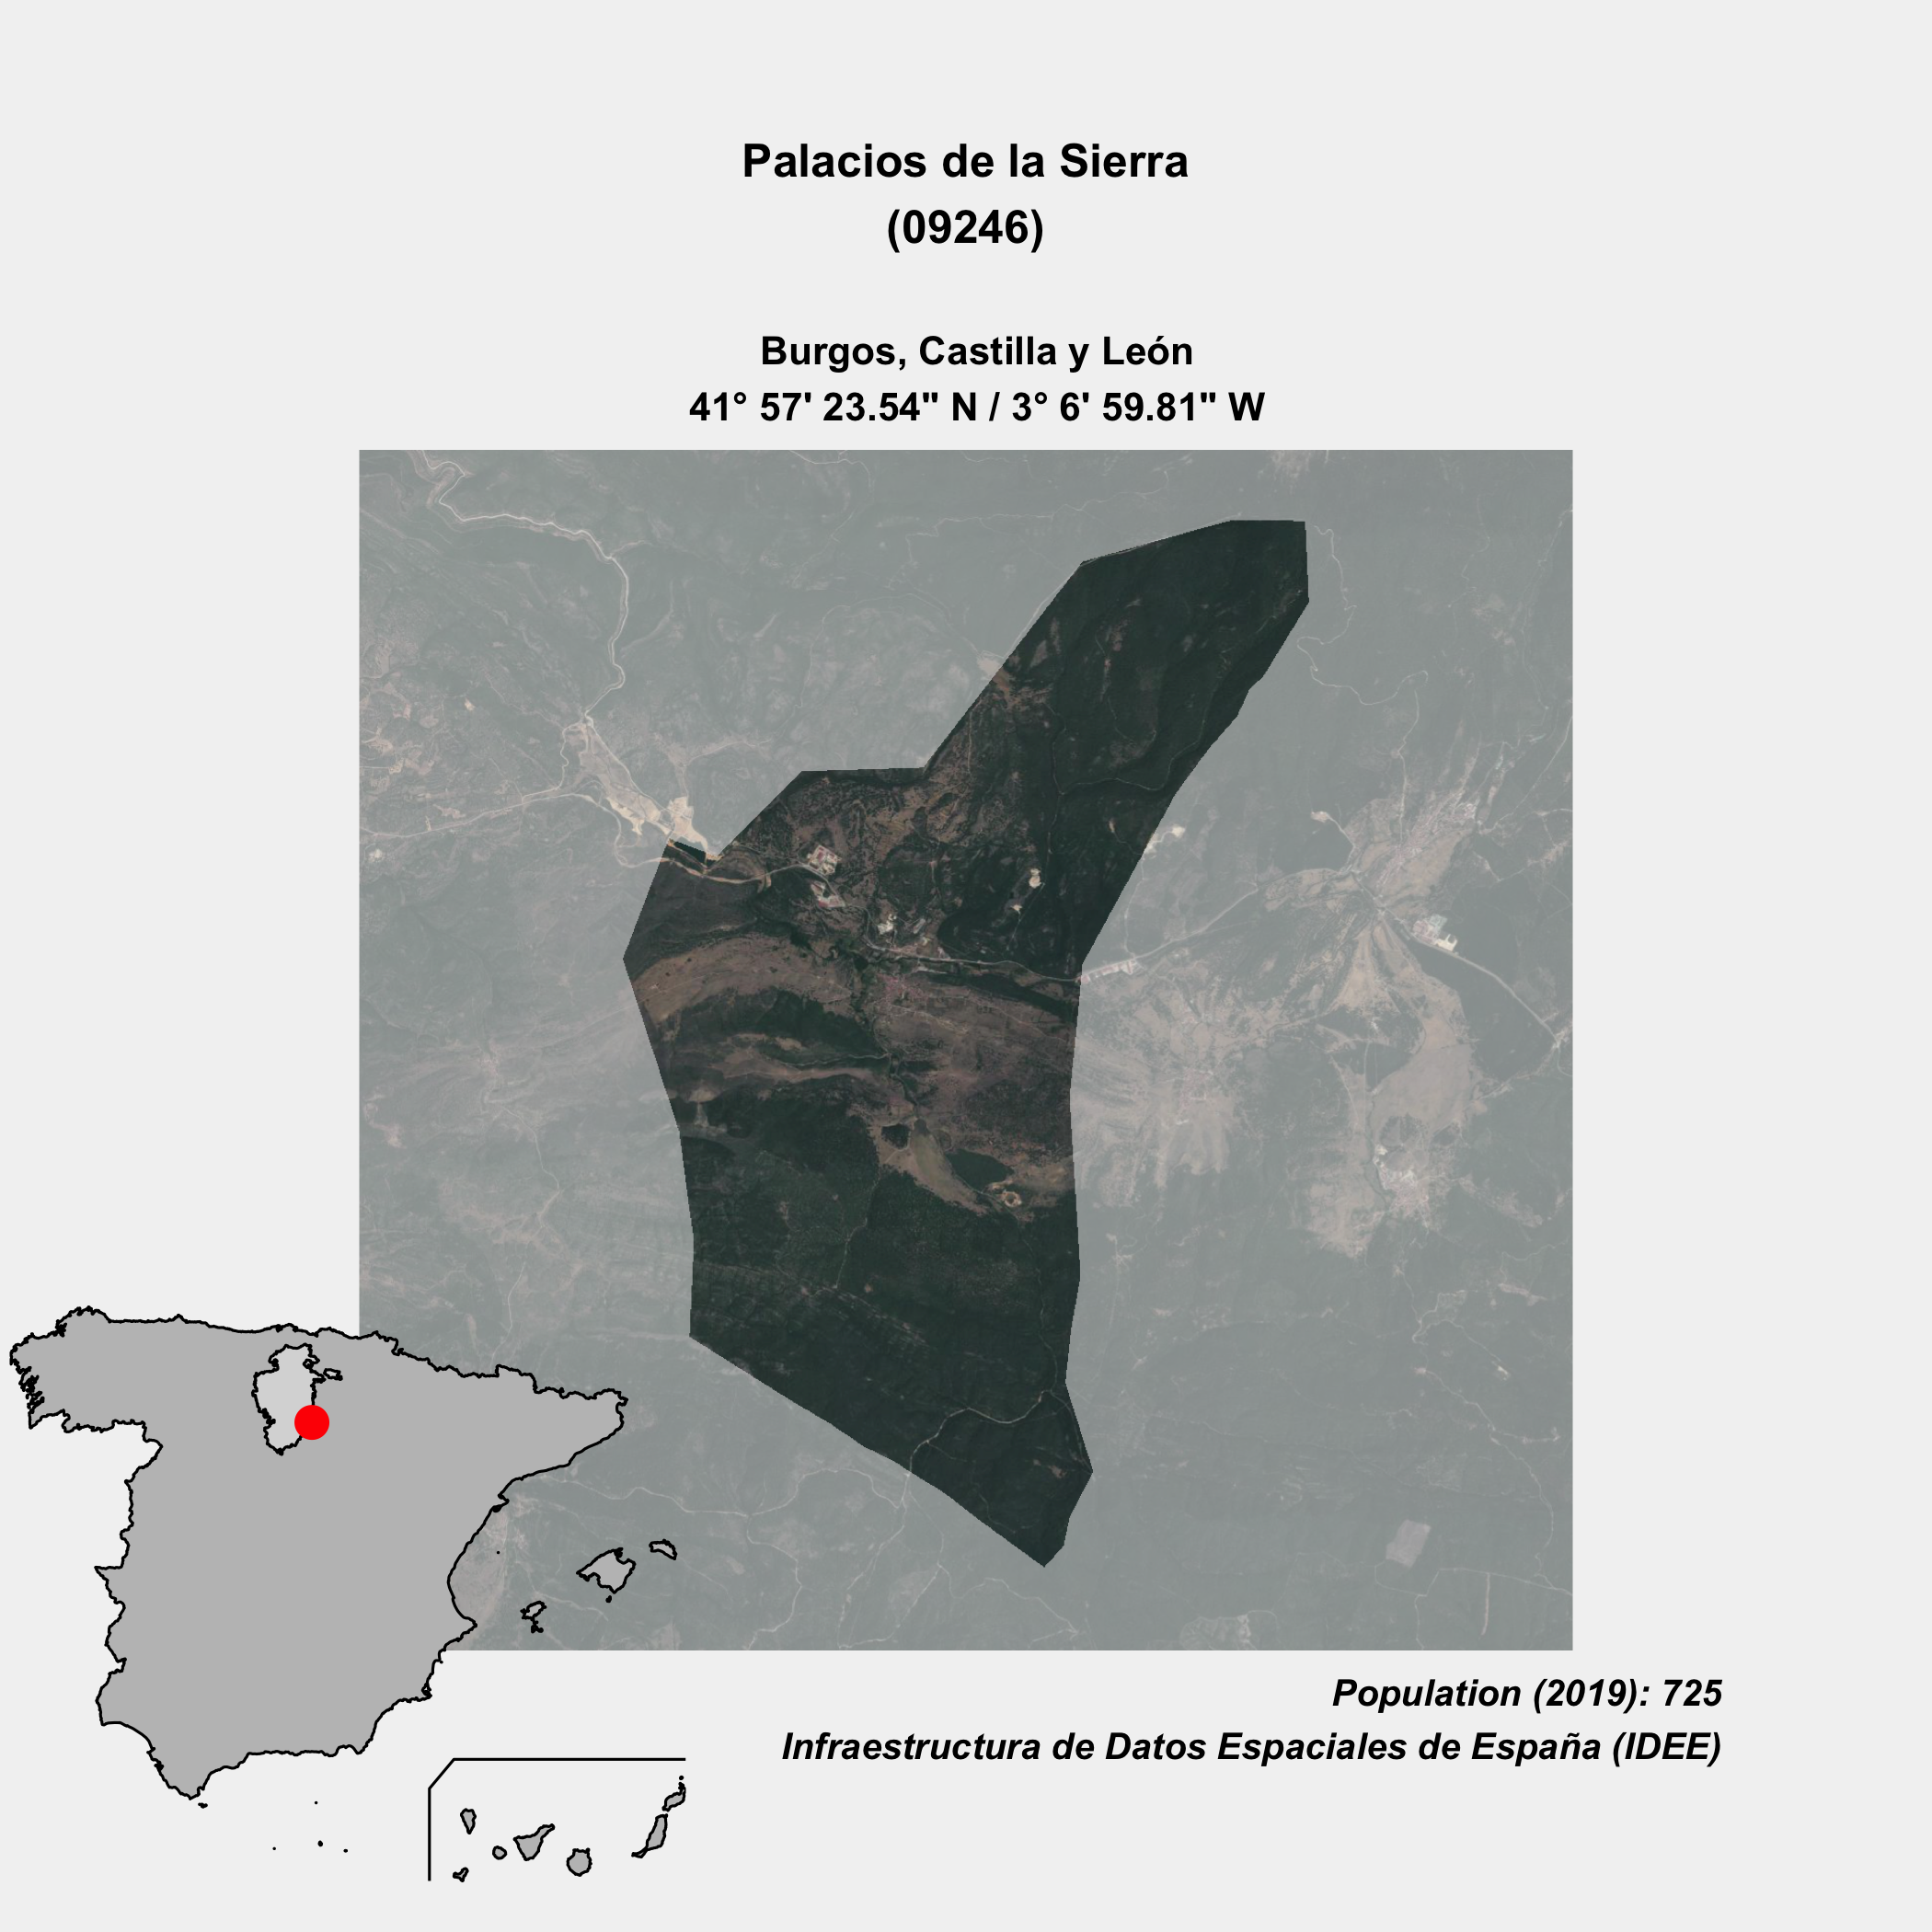 Palacios de la Sierra
(09246)
Burgos, Castilla y León
41° 57' 23.54" N / 3° 6' 59.81" W
Population (2019): 725
Infraestructura de Datos Espaciales de España (IDEE)